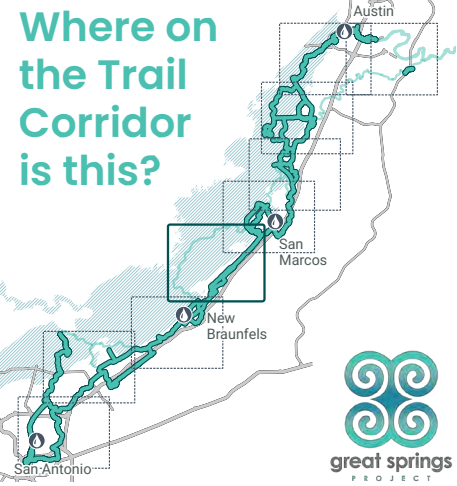 Where on
the Trail
Corridor
is this?
Austin
San
Marcos
New
Braunfels
San Antonio
great springs
PROJECT